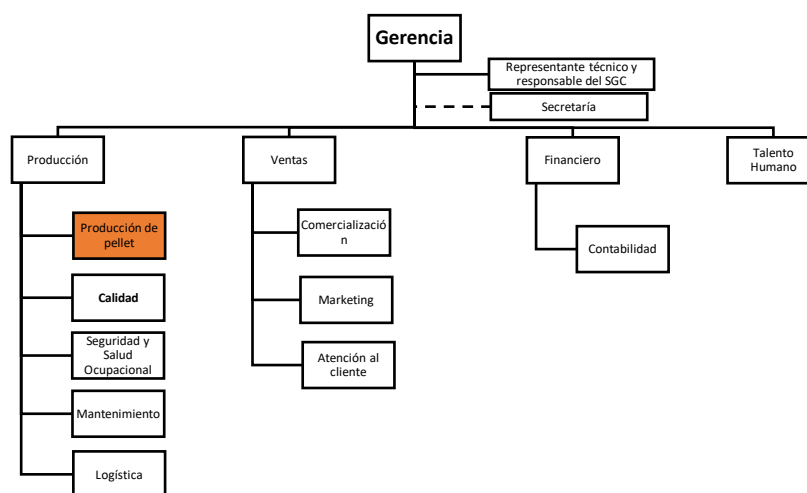 Gerencia
Representante técnico y
responsable del SGC
Secretaría
Producción
Ventas
Financiero
Talento
Humano
Producción de
pellet
Calidad
Seguridad y
Salud
Ocupacional
Mantenimiento
Logística
Comercializació
n
Marketing
Atención al
cliente
Contabilidad